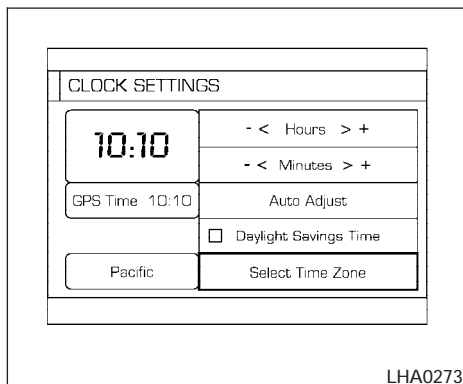 CLOCK SETTINGS
10:10
- < Hours > +
- < Minutes > +
GPS Time 10:10
Auto Adjust
Daylight Savings Time
Pacific
Select Time Zone
LHA0273